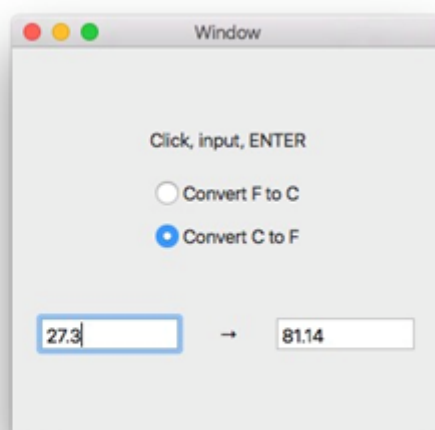 Window
Click, input, ENTER
Convert F to C
Convert C to F
27.3 → 81.14